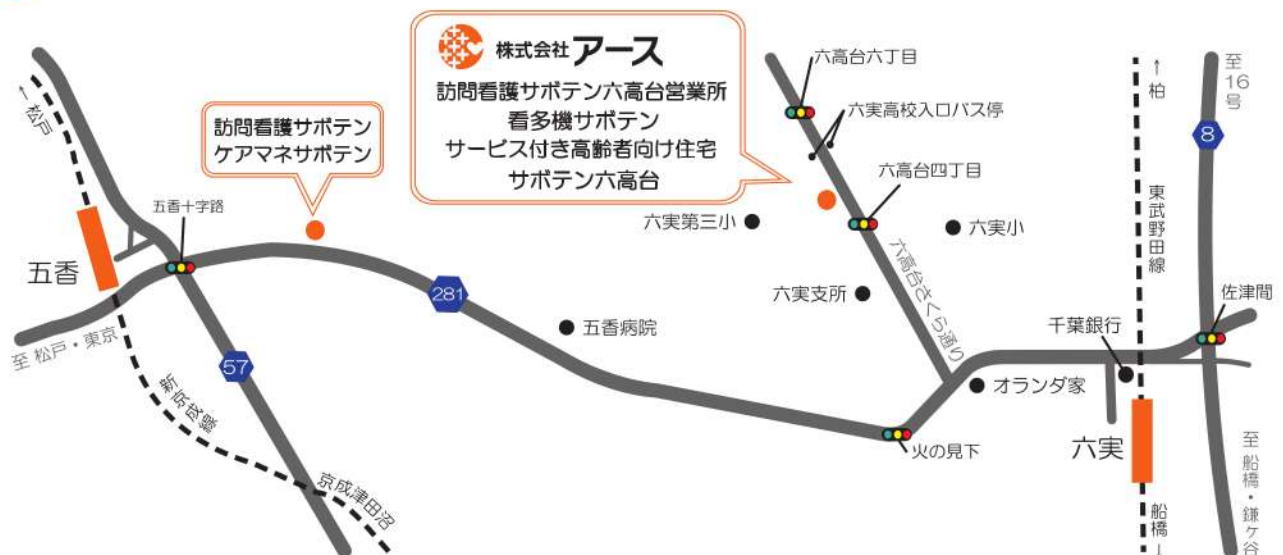 株式会社アース
訪問看護サボテン六高台営業所
看多機サボテン
サービス付き高齢者向け住宅
サボテン六高台
訪問看護サボテン
ケアマネサボテン
←松戸
五香十字路
五香
至 松戸・東京
57
新京成線
京成津田沼
281
五香病院
六高台六丁目
六実高校入口バス停
六高台四丁目
六実第三小
六実小
六実支所
六高台さくら通り
オランダ家
火の見下
千葉銀行
六実
↑柏
東武野田線
船橋↓
至16号
8
佐津間
至 船橋・鎌ヶ谷